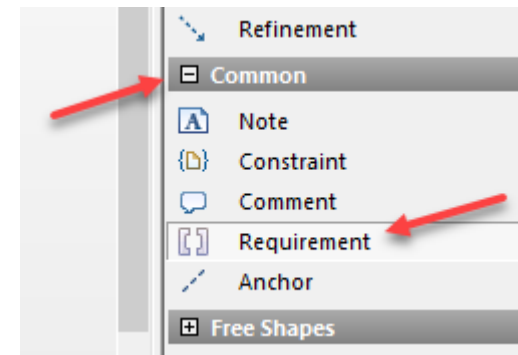 Refinement
Common
A Note
Constraint
Comment
Requirement
Anchor
Free Shapes